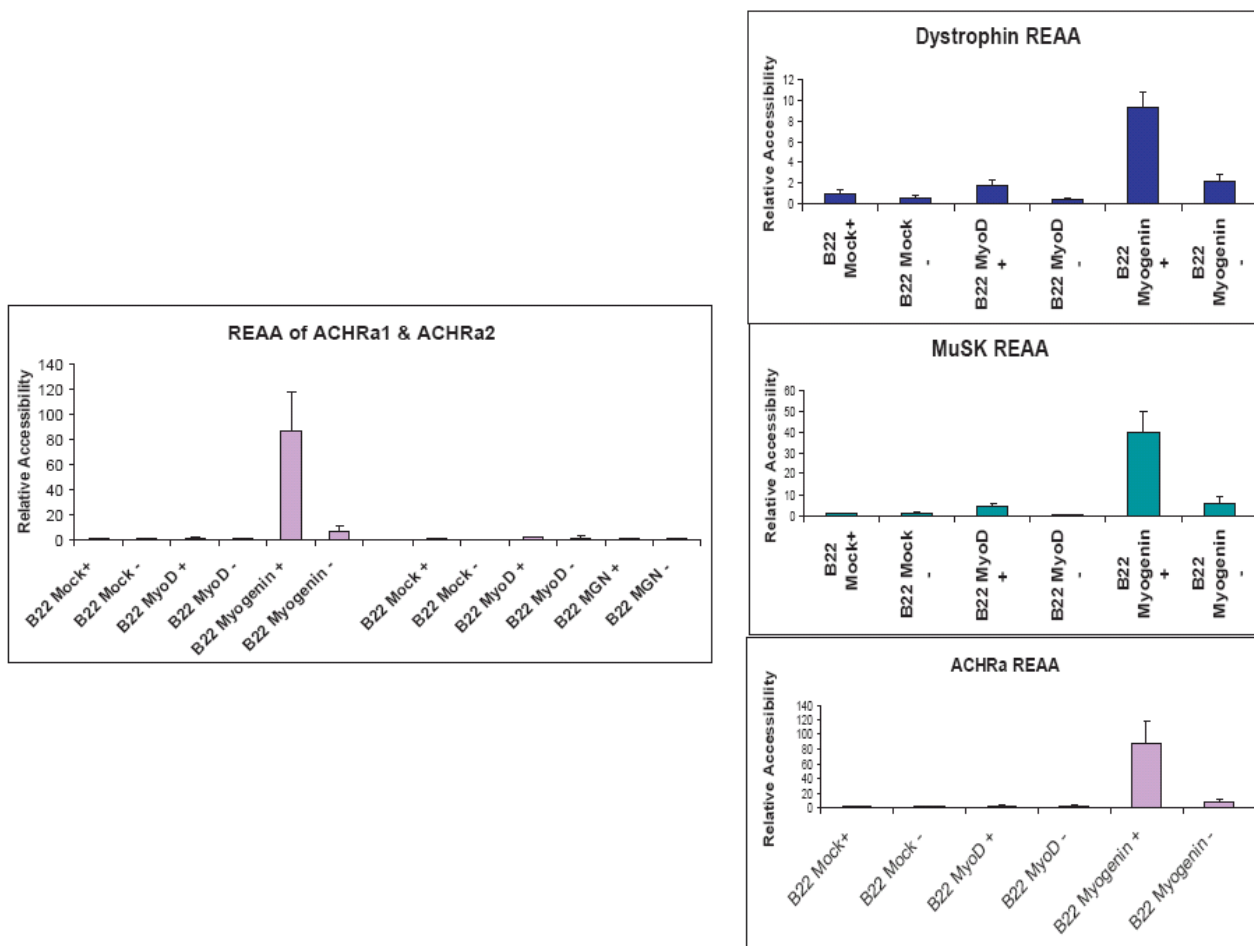 REAA of ACHRa1 & ACHRa2
Relative Accessibility
140
120
100
80
60
40
20
0
B22 Mock+
B22 Mock -
B22 MyoD +
B22 MyoD -
B22 Myogenin +
B22 Myogenin -
B22 Mock +
B22 Mock -
B22 MyoD +
B22 MyoD -
B22 MGN +
B22 MGN -
Dystrophin REAA
Relative Accessibility
12
10
8
6
4
2
0
B22
Mock+
B22 Mock
-
B22 MyoD
+
B22 MyoD
-
B22
Myogenin
+
B22
Myogenin
-
MuSK REAA
Relative Accessibility
60
50
40
30
20
10
0
B22
Mock+
B22 Mock
-
B22 MyoD
+
B22 MyoD
-
B22
Myogenin
+
B22
Myogenin
-
ACHRa REAA
Relative Accessibility
140
120
100
80
60
40
20
0
B22 Mock+
B22 Mock -
B22 MyoD +
B22 MyoD -
B22 Myogenin +
B22 Myogenin -